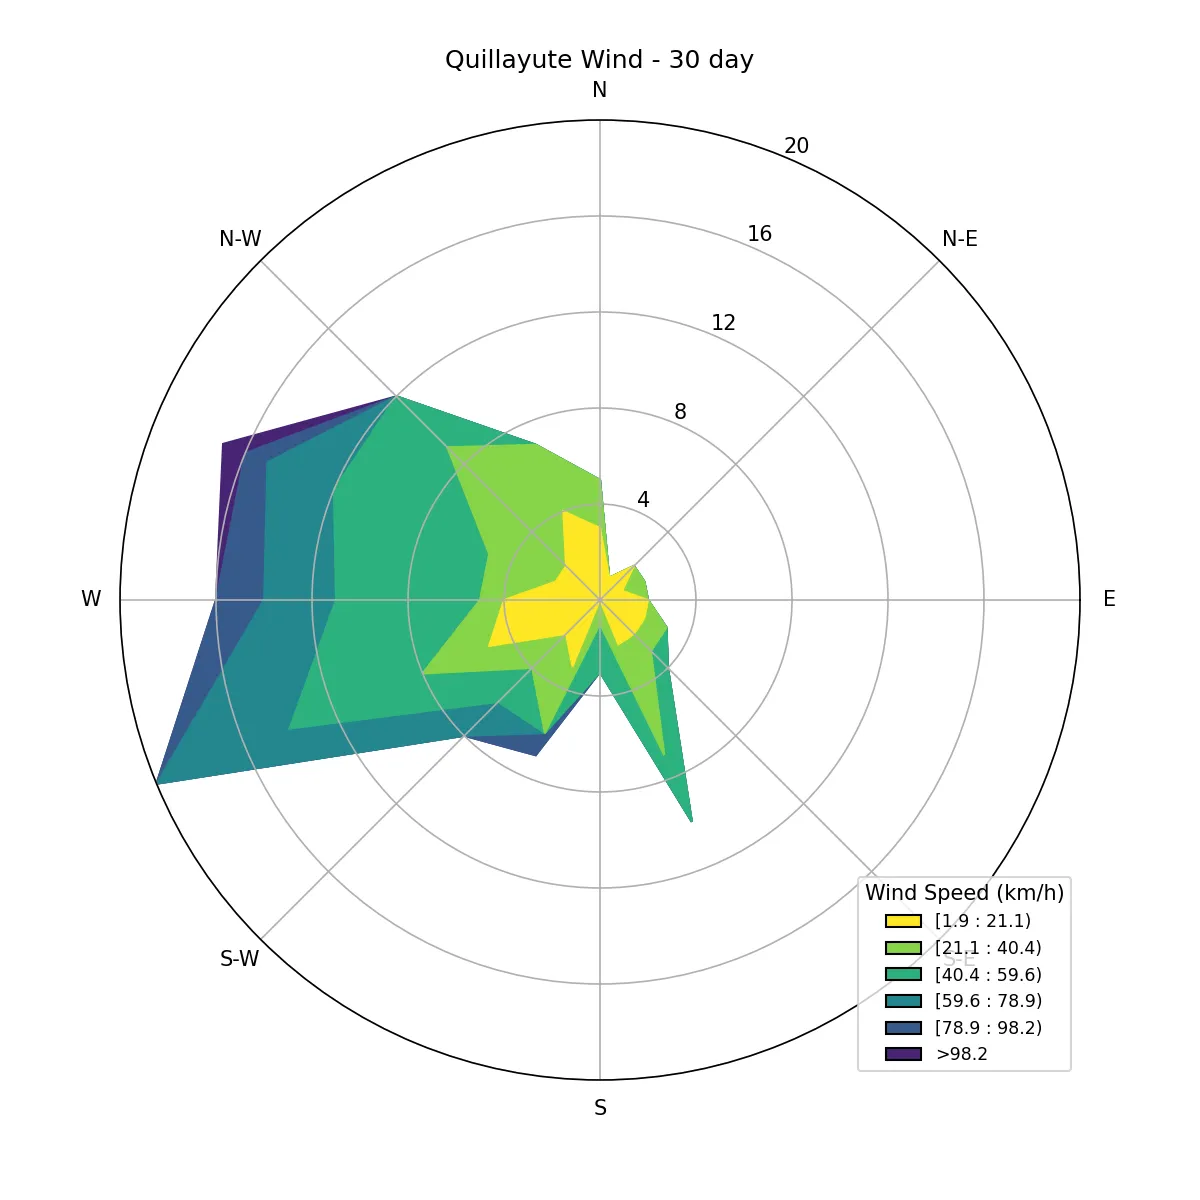 Quillayute Wind - 30 day
N
20
N-W
16
N-E
12
8
4
W
E
S-W
S-E
S
Wind Speed (km/h)
[1.9 : 21.1)
[21.1 : 40.4)
[40.4 : 59.6)
[59.6 : 78.9)
[78.9 : 98.2)
>98.2